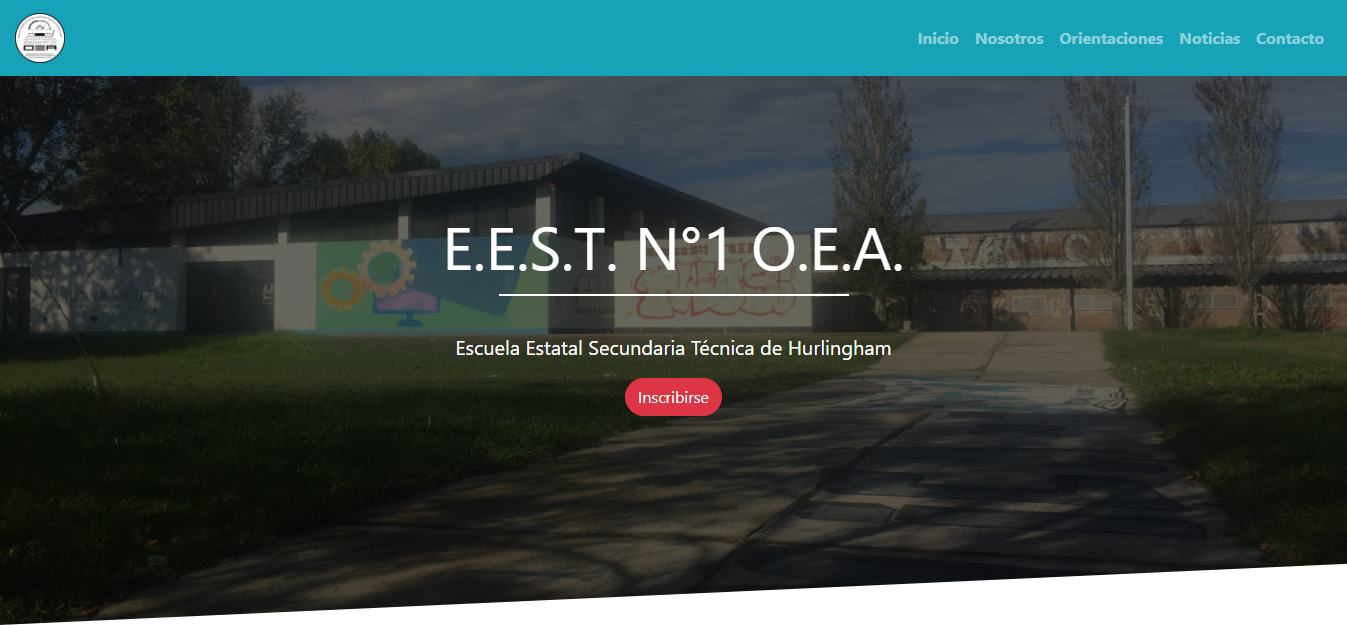 OEA
Inicio Nosotros Orientaciones Noticias Contacto
E.E.S.T. N°1 O.E.A.
Escuela Estatal Secundaria Técnica de Hurlingham
Inscribirse